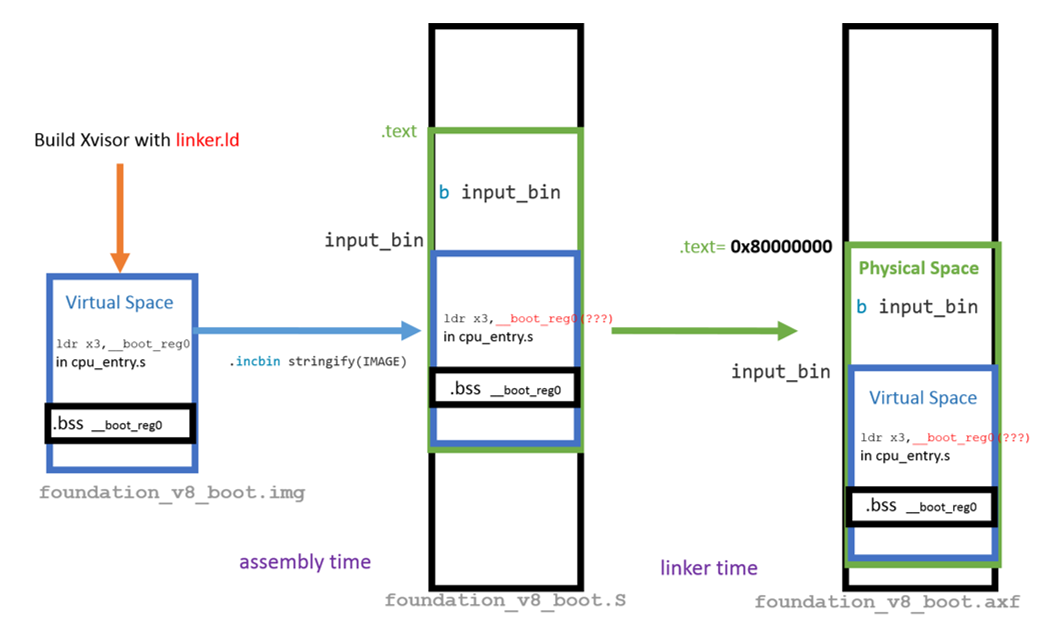 Build Xvisor with linker.ld
Virtual Space
ldr x3,__boot_reg0
in cpu_entry.s
.bss __boot_reg0
foundation_v8_boot.img
.incbin stringify(IMAGE)
assembly time
.text
b input_bin
input_bin
ldr x3,__boot_reg0(???)
in cpu_entry.s
.bss __boot_reg0
foundation_v8_boot.S
linker time
.text= 0x80000000
Physical Space
b input_bin
input_bin
Virtual Space
ldr x3,__boot_reg0(???)
in cpu_entry.s
.bss __boot_reg0
foundation_v8_boot.axf